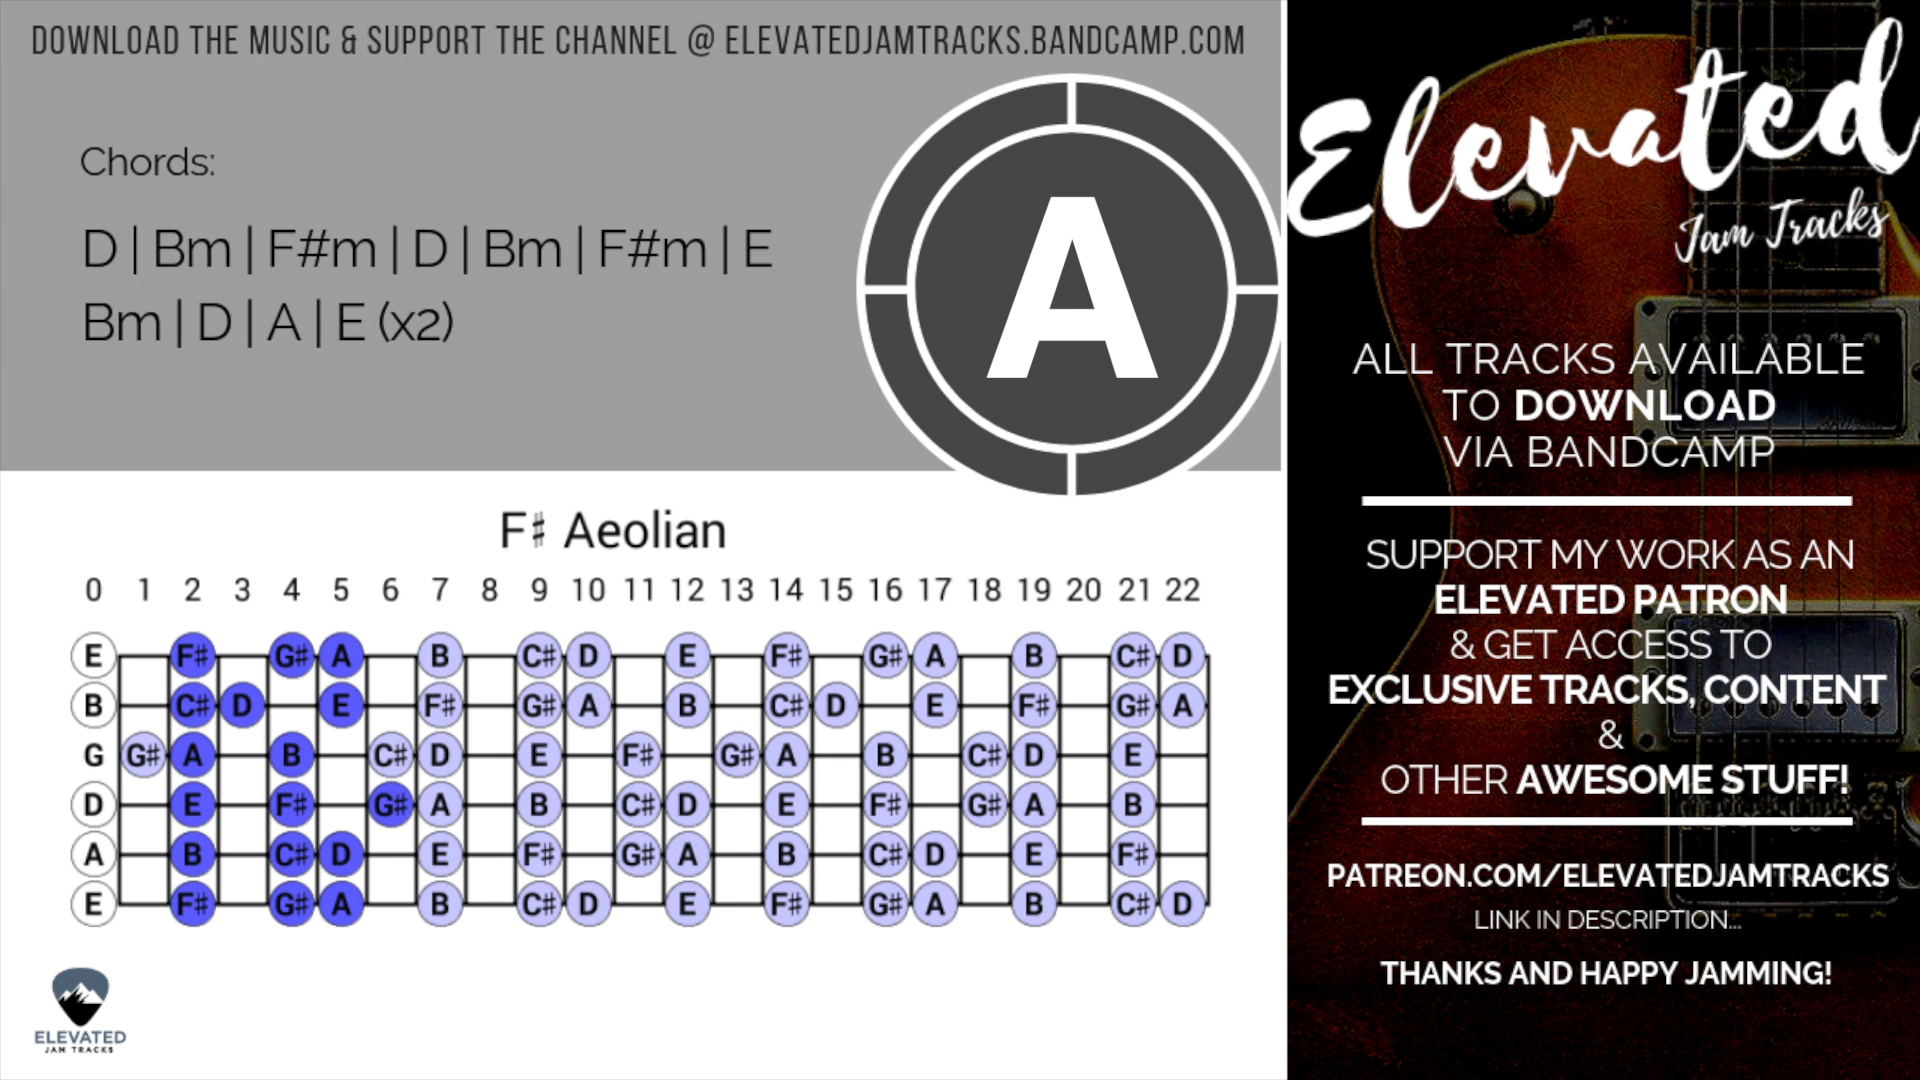 DOWNLOAD THE MUSIC & SUPPORT THE CHANNEL @ ELEVATEDJAMTRACKS.BANDCAMP.COM
Chords:
D | Bm | F#m | D | Bm | F#m | E
Bm | D | A | E (x2)
A
F♯ Aeolian
0 1 2 3 4 5 6 7 8 9 10 11 12 13 14 15 16 17 18 19 20 21 22
E F♯ G♯ A B C♯ D E F♯ G♯ A B C♯ D
B C♯ D E F♯ G♯ A B C♯ D E F♯ G♯ A
G G♯ A B C♯ D E F♯ G♯ A B C♯ D E
D E F♯ G♯ A B C♯ D E F♯ G♯ A B
A B C♯ D E F♯ G♯ A B C♯ D E F♯
E F♯ G♯ A B C♯ D E F♯ G♯ A B C♯ D
ELEVATED
JAM TRACKS
Elevated
Jam Tracks
ALL TRACKS AVAILABLE
TO DOWNLOAD
VIA BANDCAMP
SUPPORT MY WORK AS AN
ELEVATED PATRON
& GET ACCESS TO
EXCLUSIVE TRACKS, CONTENT
&
OTHER AWESOME STUFF!
PATREON.COM/ELEVATEDJAMTRACKS
LINK IN DESCRIPTION...
THANKS AND HAPPY JAMMING!